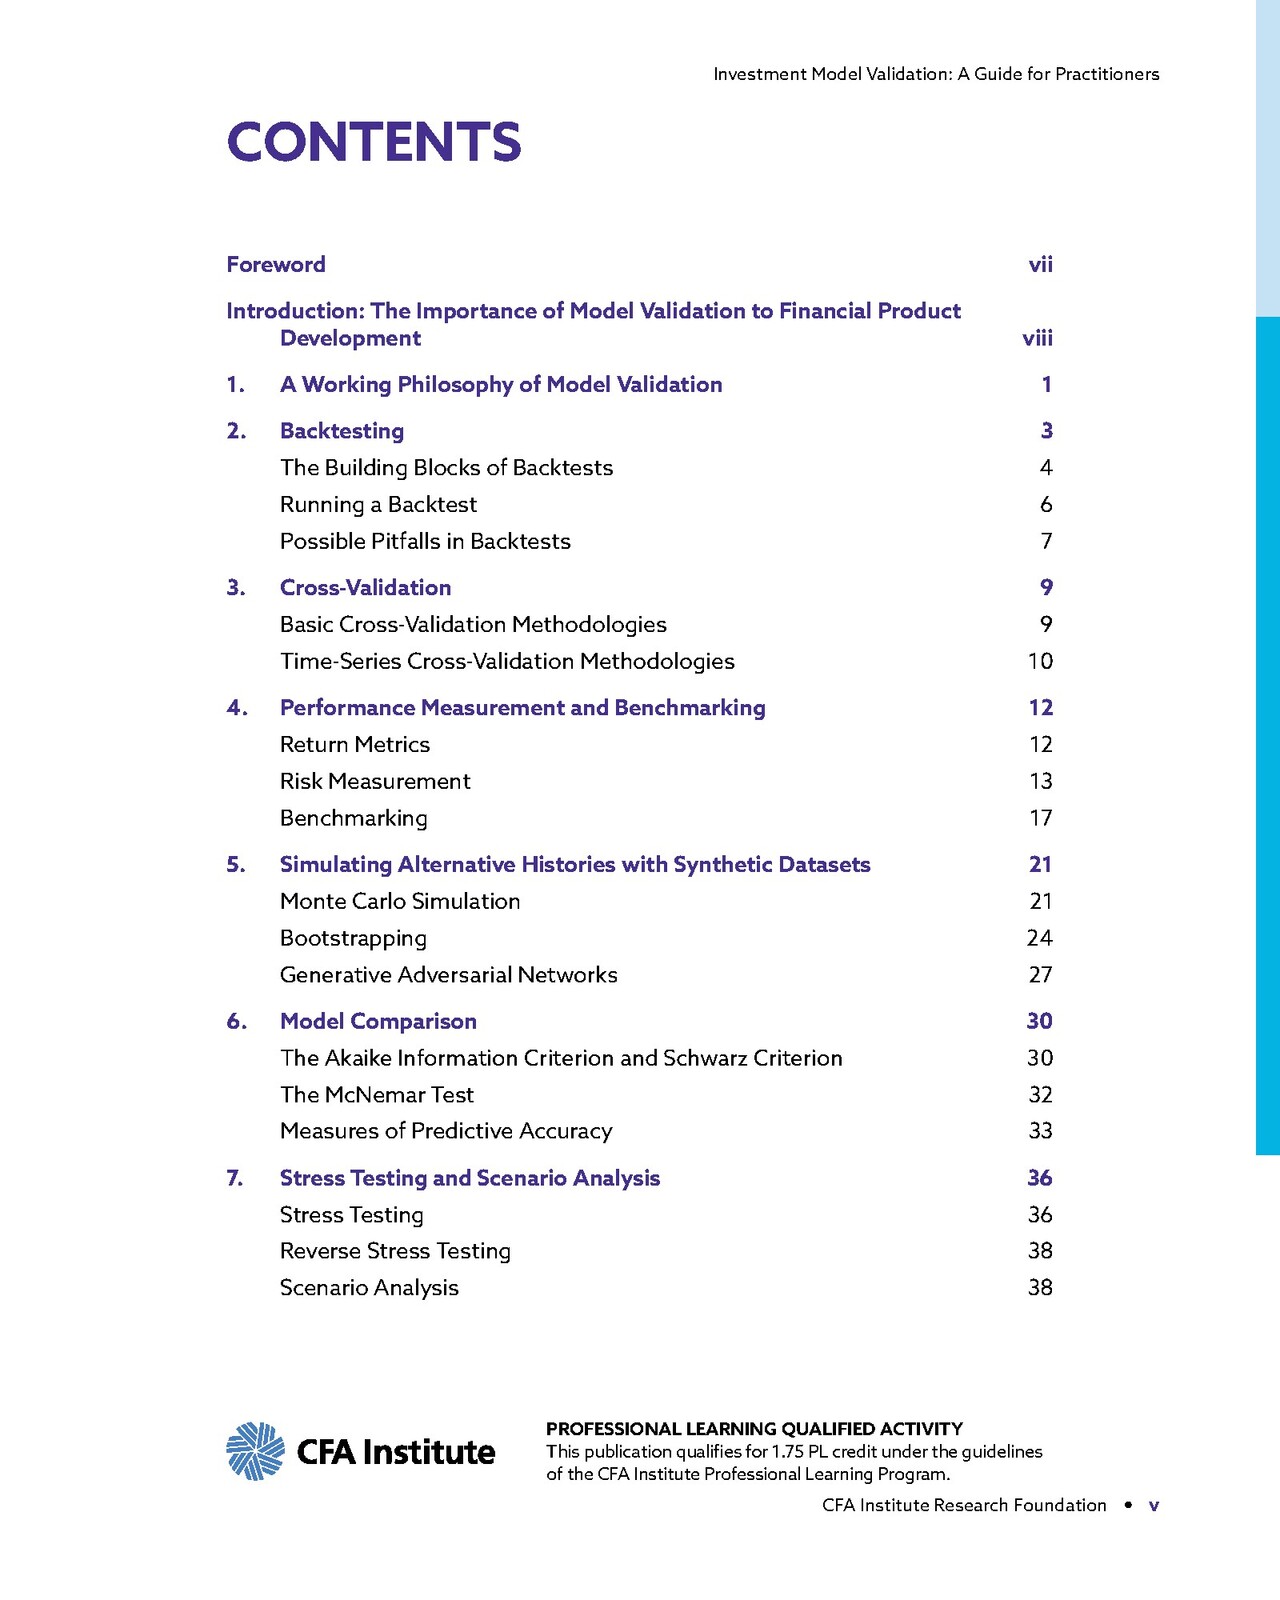 Investment Model Validation: A Guide for Practitioners
CONTENTS
Foreword vii
Introduction: The Importance of Model Validation to Financial Product
Development viii
1. A Working Philosophy of Model Validation 1
2. Backtesting 3
The Building Blocks of Backtests 4
Running a Backtest 6
Possible Pitfalls in Backtests 7
3. Cross-Validation 9
Basic Cross-Validation Methodologies 9
Time-Series Cross-Validation Methodologies 10
4. Performance Measurement and Benchmarking 12
Return Metrics 12
Risk Measurement 13
Benchmarking 17
5. Simulating Alternative Histories with Synthetic Datasets 21
Monte Carlo Simulation 21
Bootstrapping 24
Generative Adversarial Networks 27
6. Model Comparison 30
The Akaike Information Criterion and Schwarz Criterion 30
The McNemar Test 32
Measures of Predictive Accuracy 33
7. Stress Testing and Scenario Analysis 36
Stress Testing 36
Reverse Stress Testing 38
Scenario Analysis 38
CFA Institute
PROFESSIONAL LEARNING QUALIFIED ACTIVITY
This publication qualifies for 1.75 PL credit under the guidelines
of the CFA Institute Professional Learning Program.
CFA Institute Research Foundation • v